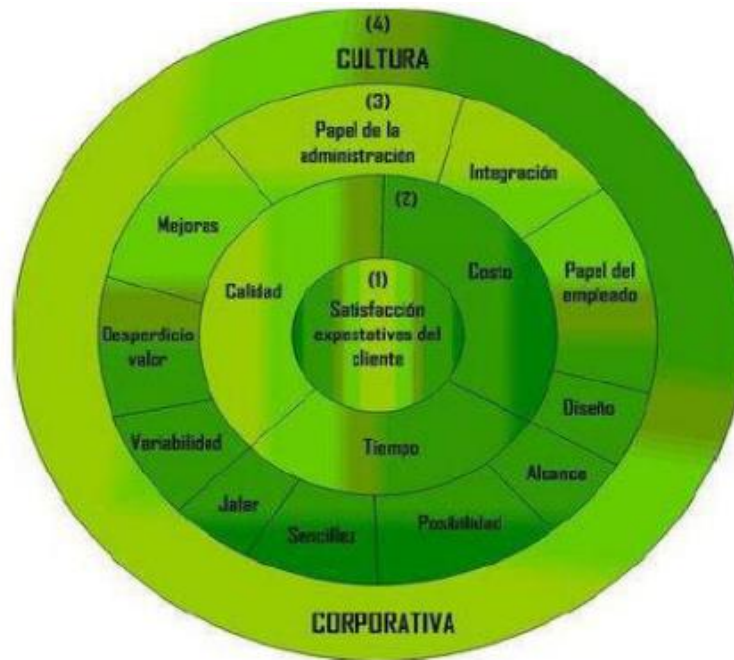 (4)
CULTURA
(3)
Papel de la
administración
Integración
Mejoras
(2)
Calidad
Costo
Papel del
empleado
(1)
Satisfacción
expectativas del
cliente
Desperdicio
valor
Diseño
Variabilidad
Tiempo
Alcance
Jalar
Sencillez
Posibilidad
CORPORATIVA